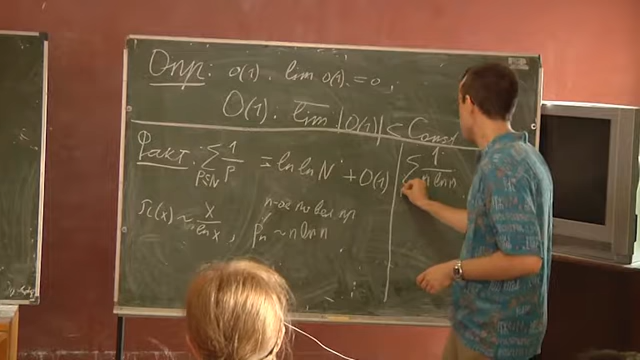 Опр: o(1). lim o(1) = 0;
O(1). lim |O(1)| ≤ Const
Факт: ∑ p≤N 1/p = ln ln N + O(1)
∑ 1/(n ln n)
π(x) ~ x/ln x, pₙ ~ n ln n